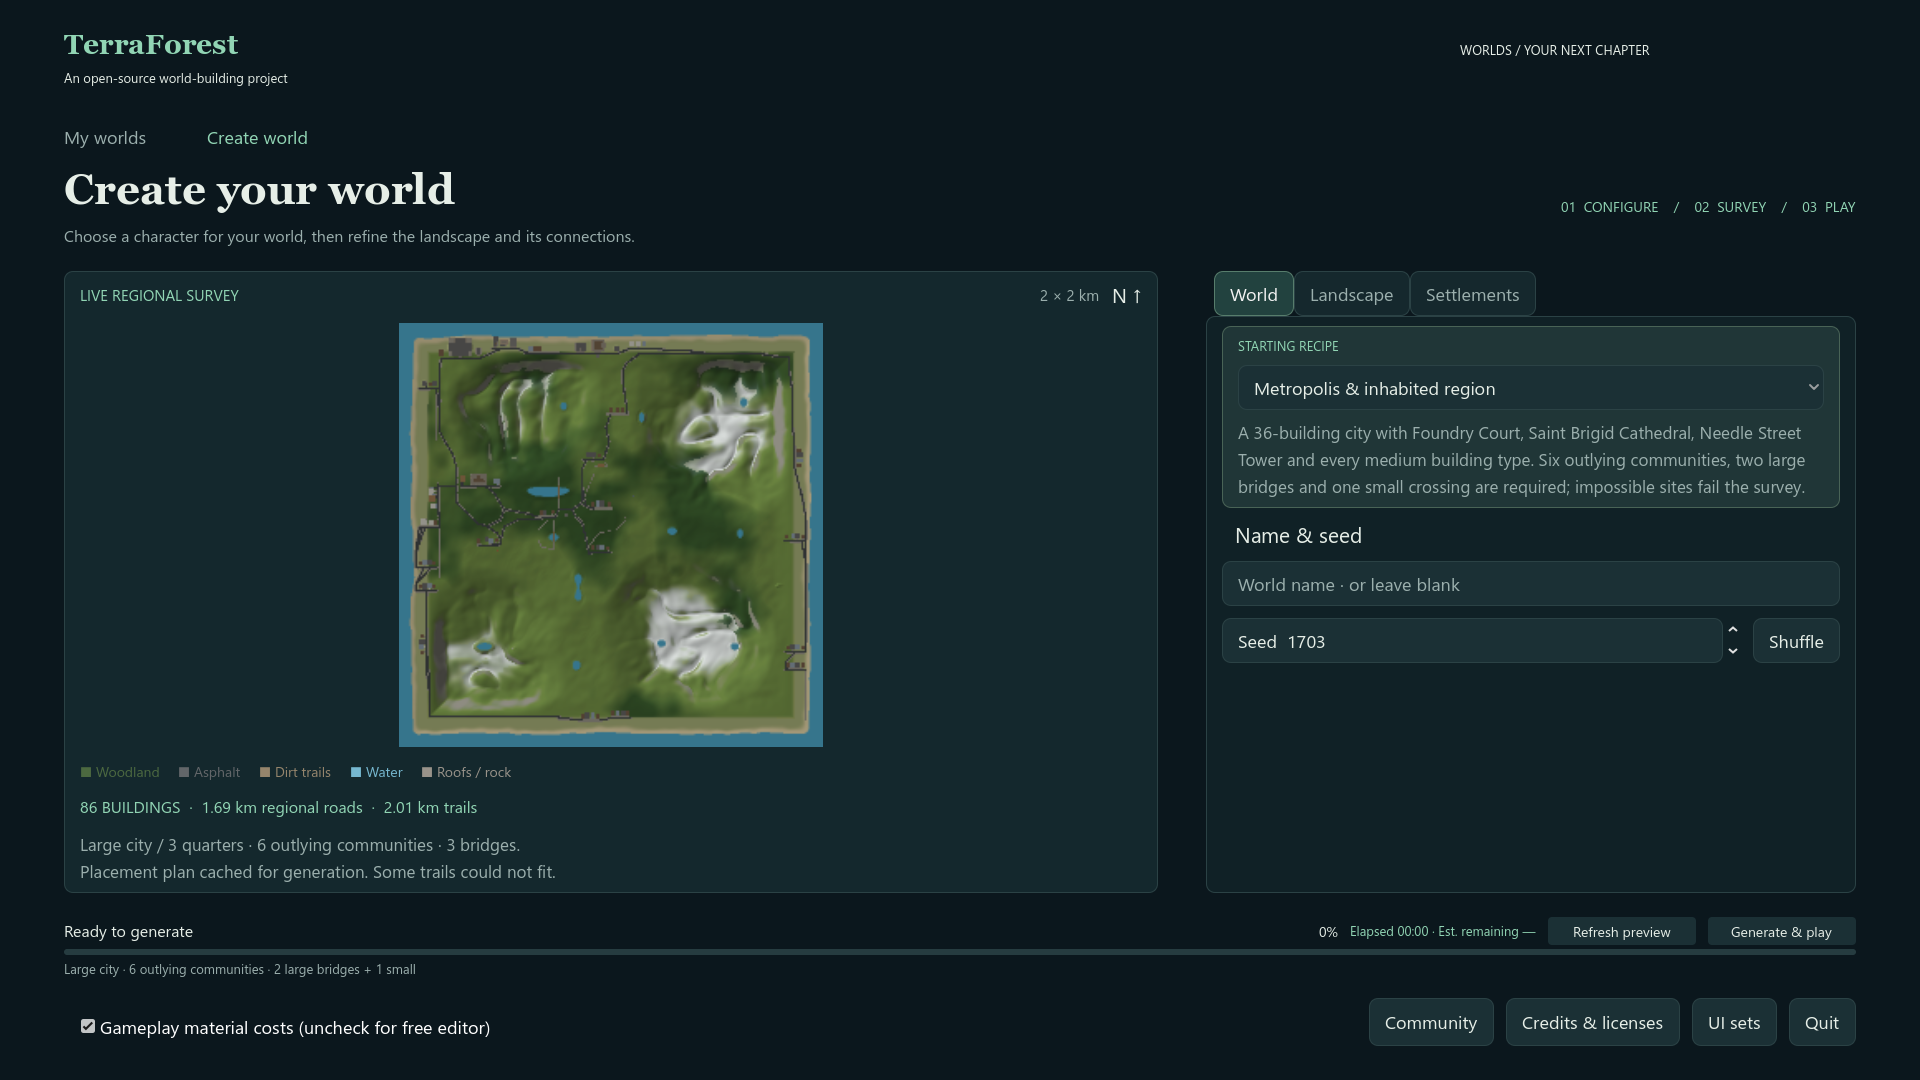 TerraForest
An open-source world-building project
WORLDS / YOUR NEXT CHAPTER
My worlds
Create world
Create your world
Choose a character for your world, then refine the landscape and its connections.
01 CONFIGURE / 02 SURVEY / 03 PLAY
LIVE REGIONAL SURVEY
2 × 2 km N ↑
Woodland
Asphalt
Dirt trails
Water
Roofs / rock
86 BUILDINGS · 1.69 km regional roads · 2.01 km trails
Large city / 3 quarters · 6 outlying communities · 3 bridges.
Placement plan cached for generation. Some trails could not fit.
World
Landscape
Settlements
STARTING RECIPE
Metropolis & inhabited region
A 36-building city with Foundry Court, Saint Brigid Cathedral, Needle Street
Tower and every medium building type. Six outlying communities, two large
bridges and one small crossing are required; impossible sites fail the survey.
Name & seed
World name · or leave blank
Seed 1703
Shuffle
Ready to generate
0%
Elapsed 00:00 · Est. remaining —
Refresh preview
Generate & play
Large city · 6 outlying communities · 2 large bridges + 1 small
Gameplay material costs (uncheck for free editor)
Community
Credits & licenses
UI sets
Quit